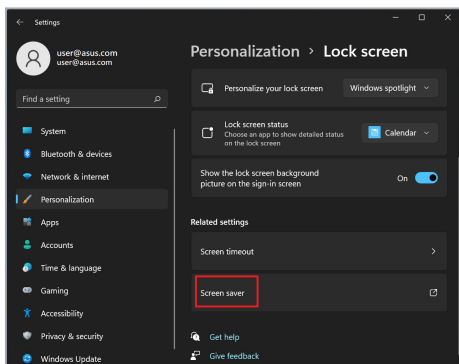 Settings
user@asus.com
user@asus.com
Find a setting
System
Bluetooth & devices
Network & internet
Personalization
Apps
Accounts
Time & language
Gaming
Accessibility
Privacy & security
Windows Update
Personalization > Lock screen
Personalize your lock screen
Windows spotlight
Lock screen status
Choose an app to show detailed status
on the lock screen
Calendar
Show the lock screen background
picture on the sign-in screen
On
Related settings
Screen timeout
Screen saver
Get help
Give feedback